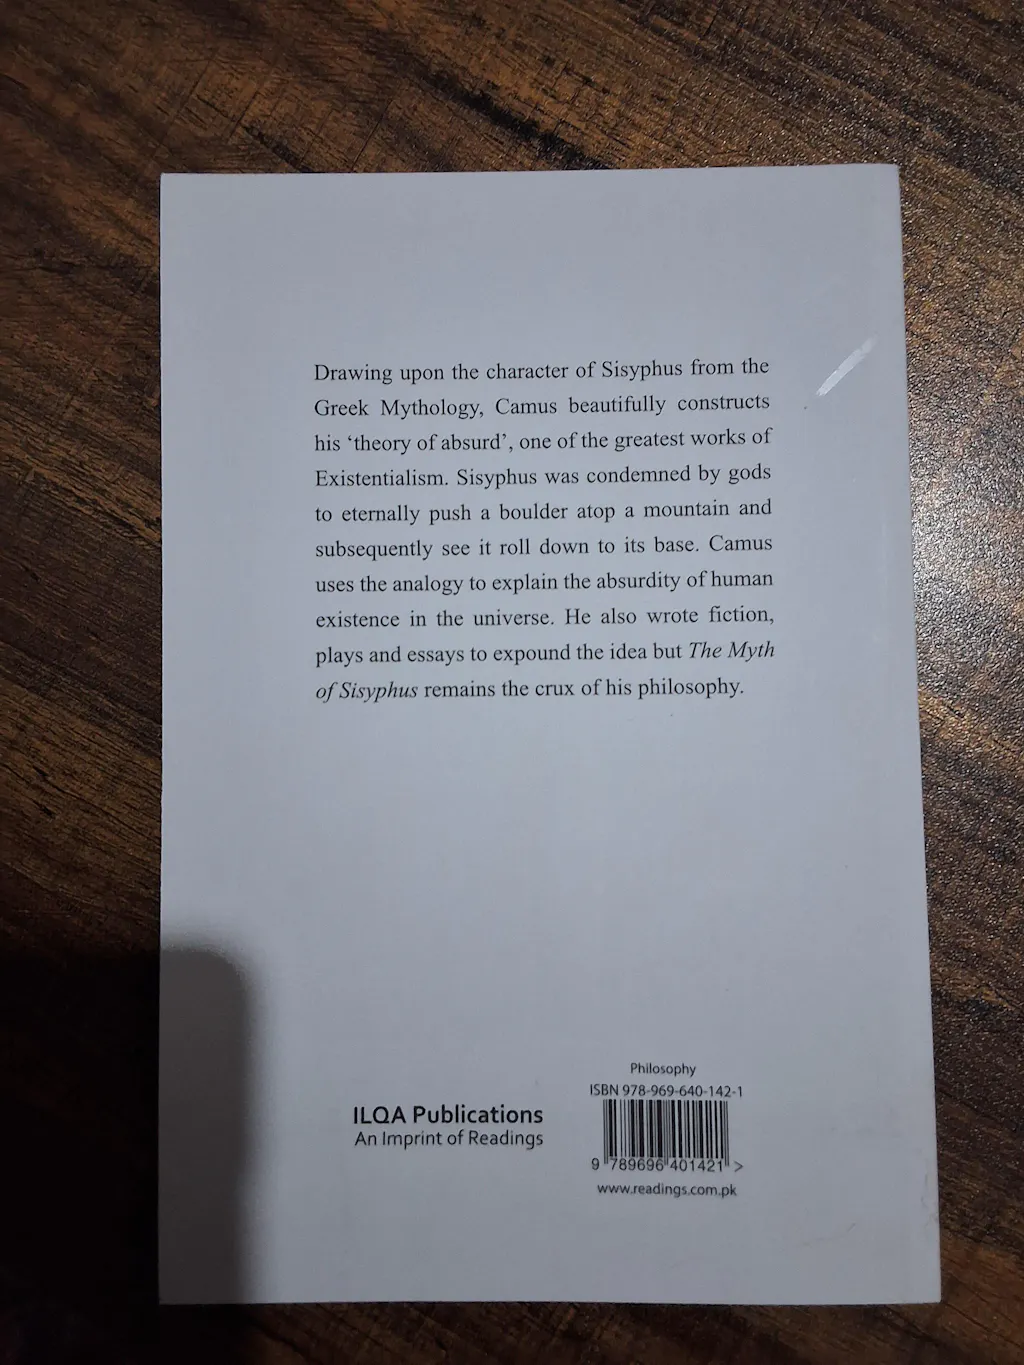 Drawing upon the character of Sisyphus from the
Greek Mythology, Camus beautifully constructs
his ‘theory of absurd’, one of the greatest works of
Existentialism. Sisyphus was condemned by gods
to eternally push a boulder atop a mountain and
subsequently see it roll down to its base. Camus
uses the analogy to explain the absurdity of human
existence in the universe. He also wrote fiction,
plays and essays to expound the idea but The Myth
of Sisyphus remains the crux of his philosophy.
ILQA Publications
An Imprint of Readings
Philosophy
ISBN 978-969-640-142-1
9 789696 401421 >
www.readings.com.pk